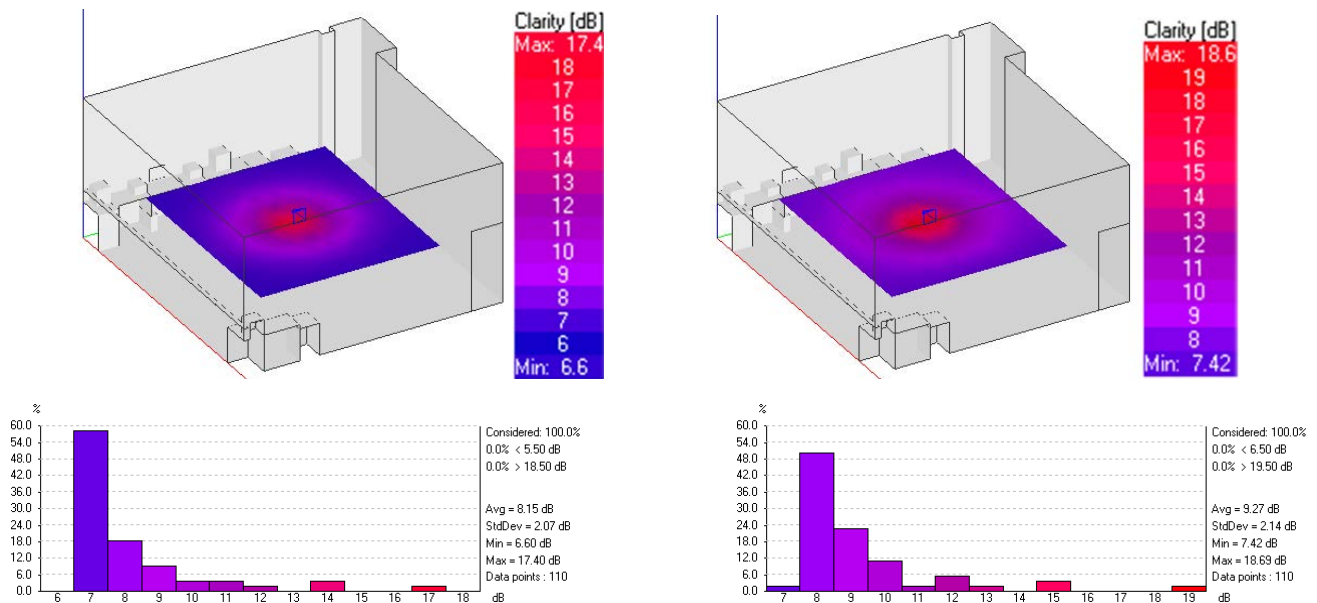 Clarity [dB]
Max: 17.4
18
17
16
15
14
13
12
11
10
9
8
7
6
Min: 6.6
Clarity [dB]
Max: 18.6
19
18
17
16
15
14
13
12
11
10
9
8
Min: 7.42
%
60.0
54.0
48.0
42.0
36.0
30.0
24.0
18.0
12.0
6.0
0.0
6 7 8 9 10 11 12 13 14 15 16 17 18 dB
Considered: 100.0%
0.0% < 5.50 dB
0.0% > 18.50 dB
Avg = 8.15 dB
StdDev = 2.07 dB
Min = 6.60 dB
Max = 17.40 dB
Data points : 110
%
60.0
54.0
48.0
42.0
36.0
30.0
24.0
18.0
12.0
6.0
0.0
7 8 9 10 11 12 13 14 15 16 17 18 19 dB
Considered: 100.0%
0.0% < 6.50 dB
0.0% > 19.50 dB
Avg = 9.27 dB
StdDev = 2.14 dB
Min = 7.42 dB
Max = 18.69 dB
Data points : 110